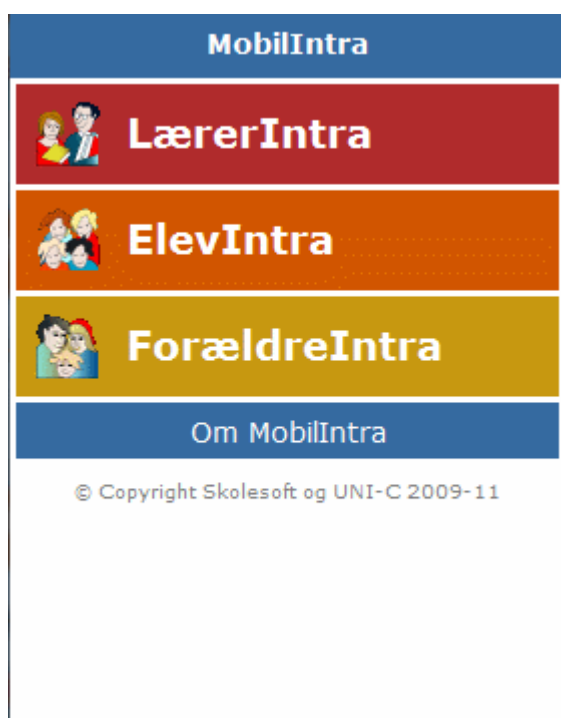 MobilIntra
LærerIntra
ElevIntra
ForældreIntra
Om MobilIntra
© Copyright Skolesoft og UNI-C 2009-11